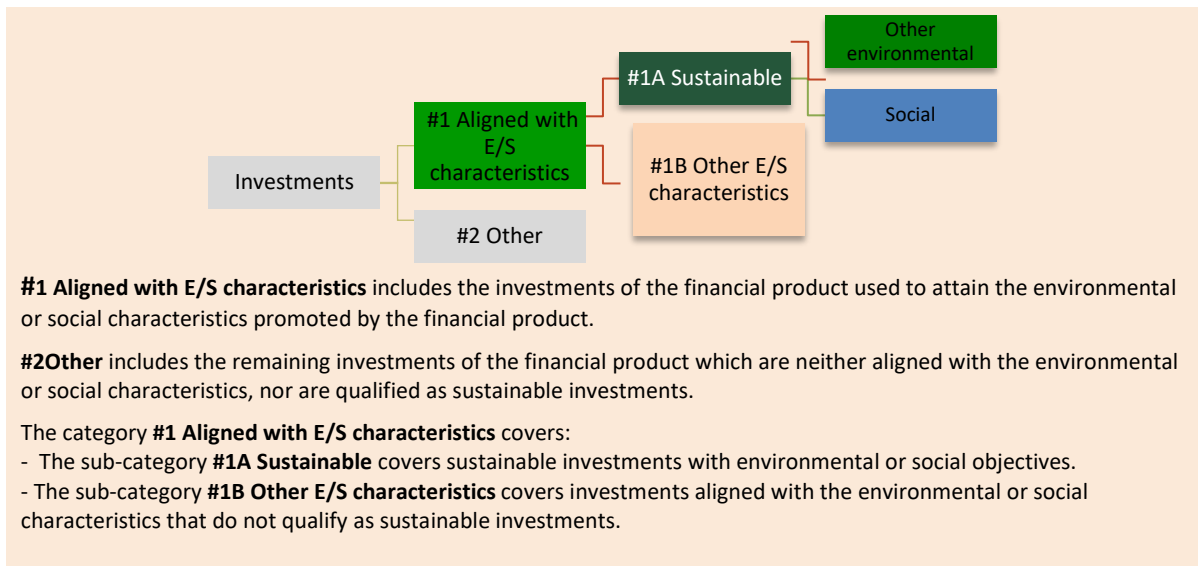 Other
environmental
#1A Sustainable
Social
#1 Aligned with
E/S
characteristics
#1B Other E/S
characteristics
Investments
#2 Other
#1 Aligned with E/S characteristics includes the investments of the financial product used to attain the environmental
or social characteristics promoted by the financial product.
#2Other includes the remaining investments of the financial product which are neither aligned with the environmental
or social characteristics, nor are qualified as sustainable investments.
The category #1 Aligned with E/S characteristics covers:
- The sub-category #1A Sustainable covers sustainable investments with environmental or social objectives.
- The sub-category #1B Other E/S characteristics covers investments aligned with the environmental or social
characteristics that do not qualify as sustainable investments.